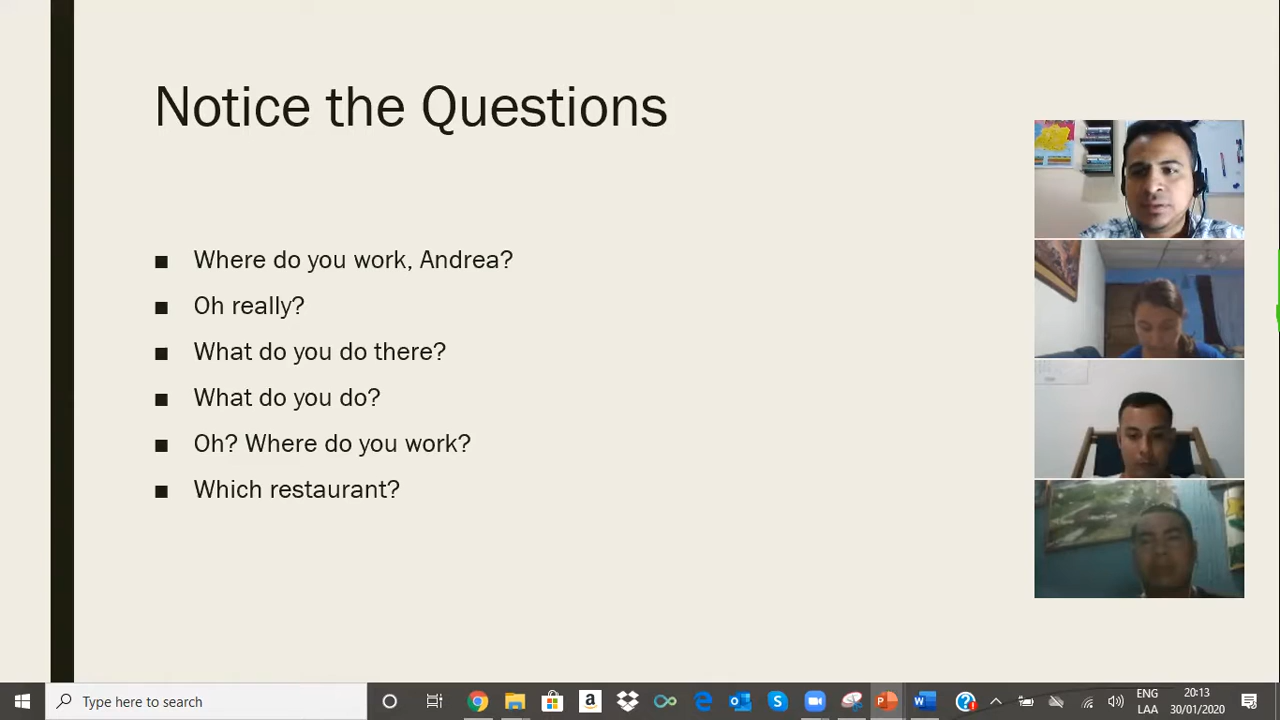 Notice the Questions
Where do you work, Andrea?
Oh really?
What do you do there?
What do you do?
Oh? Where do you work?
Which restaurant?
Type here to search
ENG
LAA
20:13
30/01/2020